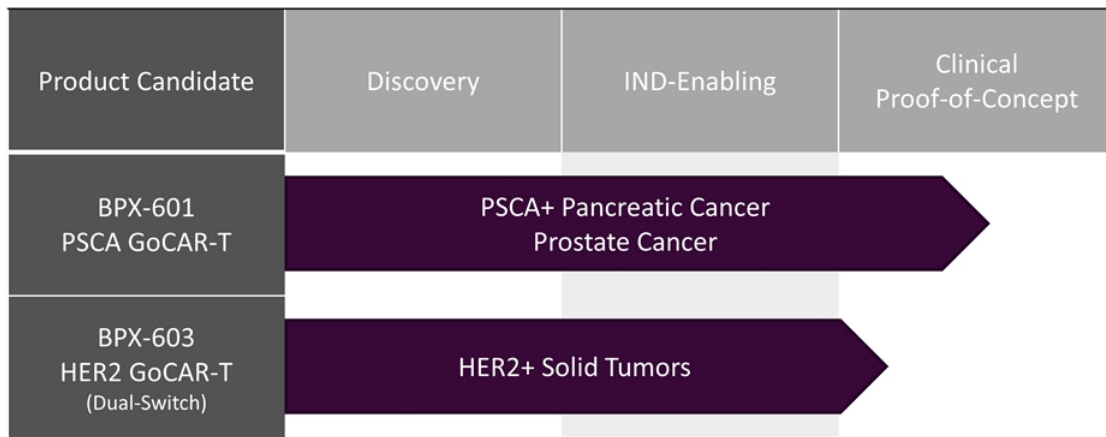 Product Candidate
Discovery
IND-Enabling
Clinical
Proof-of-Concept
BPX-601
PSCA GoCAR-T
PSCA+ Pancreatic Cancer
Prostate Cancer
BPX-603
HER2 GoCAR-T
(Dual-Switch)
HER2+ Solid Tumors